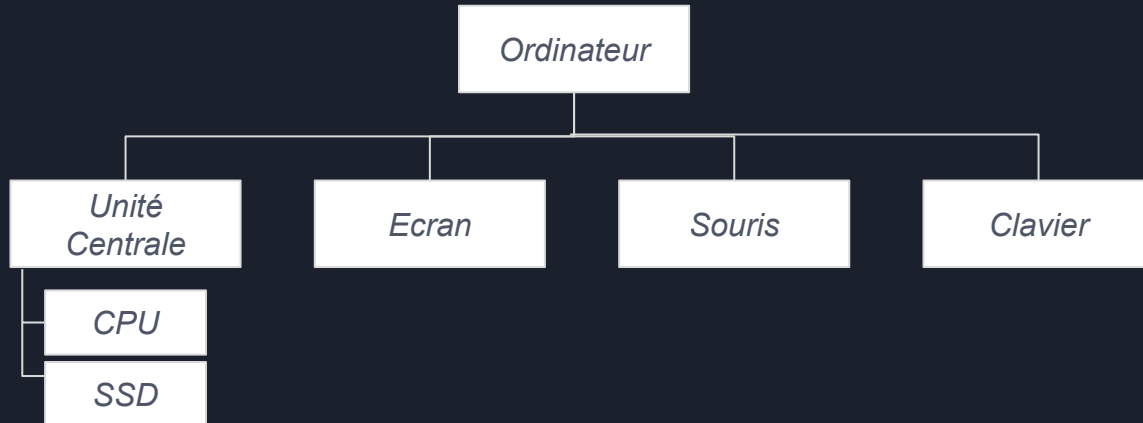 Ordinateur
Unité
Centrale
Ecran
Souris
Clavier
CPU
SSD